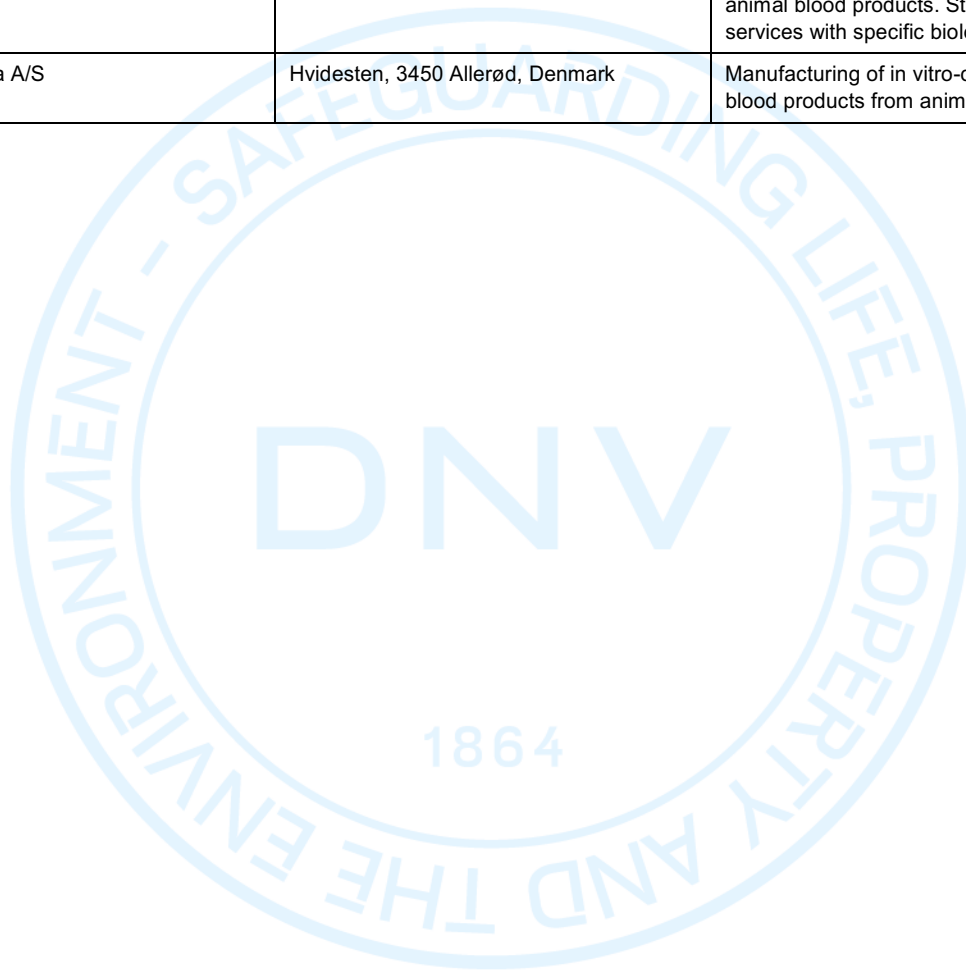 animal blood products. St
services with specific biol
a A/S
Hvidesten, 3450 Allerød, Denmark
Manufacturing of in vitro-
blood products from anim
SAFEGUARDING LIFE, PROPERTY AND THE ENVIRONMENT -
DNV
1864